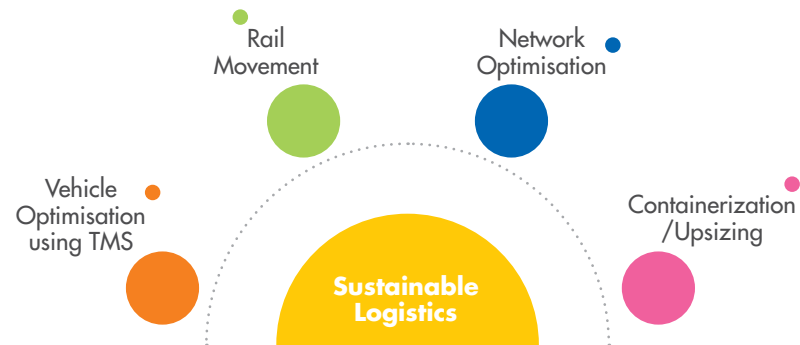 Rail
Movement
Network
Optimisation
Vehicle
Optimisation
using TMS
Containerization
/Upsizing
Sustainable
Logistics